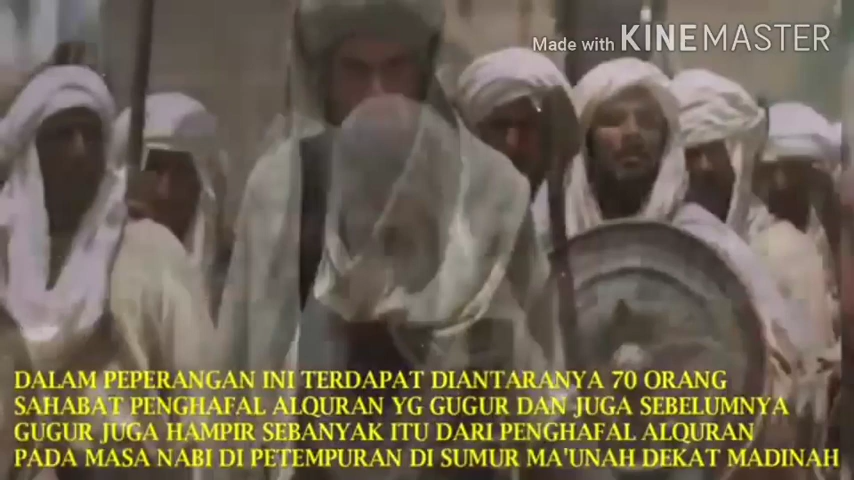 Made with KINEMASTER
DALAM PEPERANGAN INI TERDAPAT DIANTARANYA 70 ORANG
SAHABAT PENGHAFAL ALQURAN YG GUGUR DAN JUGA SEBELUMNYA
GUGUR JUGA HAMPIR SEBANYAK ITU DARI PENGHAFAL ALQURAN
PADA MASA NABI DI PETEMPURAN DI SUMUR MA'UNAH DEKAT MADINAH